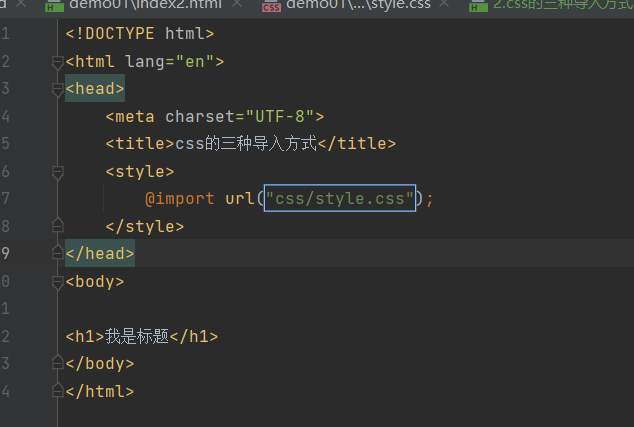 demo01\index2.html demo01\...\style.css 2.css的三种导入方式
1 <!DOCTYPE html>
2 <html lang="en">
3 <head>
4 <meta charset="UTF-8">
5 <title>css的三种导入方式</title>
6 <style>
7 @import url("css/style.css");
8 </style>
9 </head>
0 <body>
1
2 <h1>我是标题</h1>
3 </body>
4 </html>